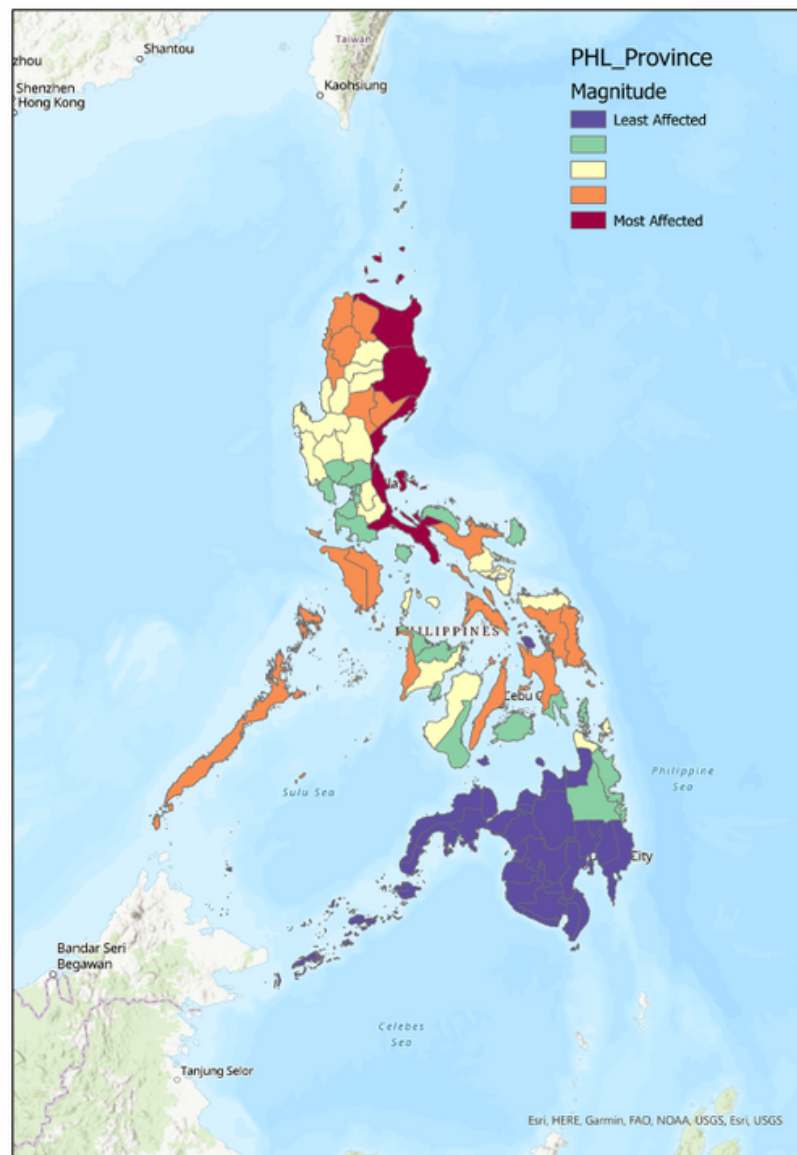 Taiwan
Shantou
zhou
Shenzhen
Hong Kong
Kaohsiung
PHL_Province
Magnitude
Least Affected
Most Affected
PHILIPPINES
Cebu C
Philippine
Sea
Sulu Sea
City
Bandar Seri
Begawan
Celebes
Sea
Tanjung Selor
Esri, HERE, Garmin, FAO, NOAA, USGS, Esri, USGS